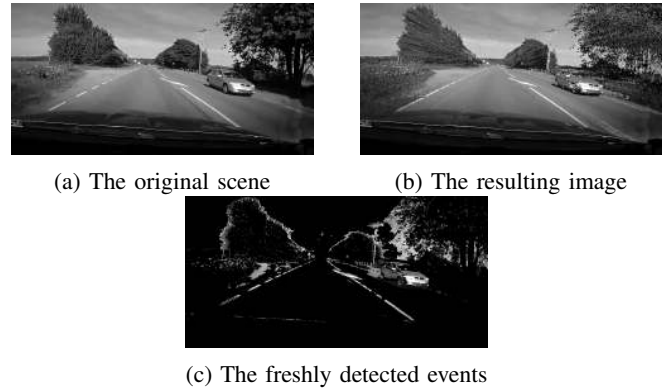 (a) The original scene
(b) The resulting image
(c) The freshly detected events